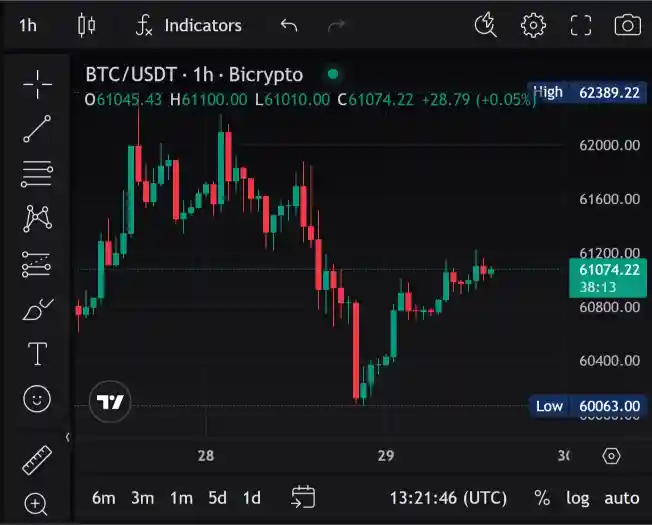 1h Indicators
BTC/USDT · 1h · Bicrypto
O61045.43 H61100.00 L61010.00 C61074.22 +28.79 (+0.05%)
High 62389.22
62000.00
61600.00
61200.00
61074.22
38:13
60800.00
60400.00
Low 60063.00
28 29
6m 3m 1m 5d 1d 13:21:46 (UTC) % log auto